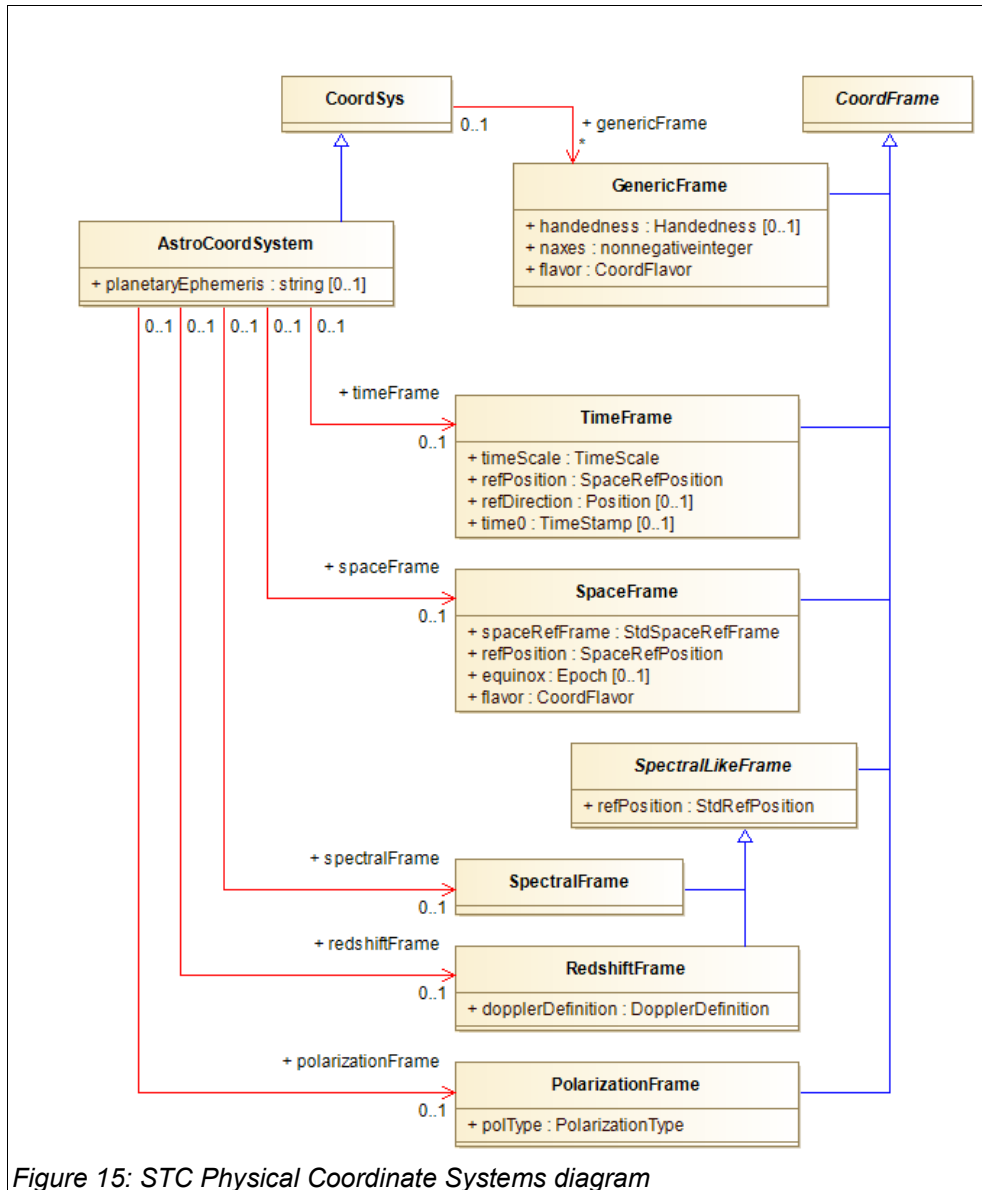 CoordSys
CoordFrame
0..1
+ genericFrame
*
GenericFrame
+ handedness : Handedness [0..1]
+ naxes : nonnegativeinteger
+ flavor : CoordFlavor
AstroCoordSystem
+ planetaryEphemeris : string [0..1]
0..1 0..1 0..1 0..1 0..1
+ timeFrame
0..1
TimeFrame
+ timeScale : TimeScale
+ refPosition : SpaceRefPosition
+ refDirection : Position [0..1]
+ time0 : TimeStamp [0..1]
+ spaceFrame
0..1
SpaceFrame
+ spaceRefFrame : StdSpaceRefFrame
+ refPosition : SpaceRefPosition
+ equinox : Epoch [0..1]
+ flavor : CoordFlavor
SpectralLikeFrame
+ refPosition : StdRefPosition
+ spectralFrame
0..1
SpectralFrame
+ redshiftFrame
0..1
RedshiftFrame
+ dopplerDefinition : DopplerDefinition
+ polarizationFrame
0..1
PolarizationFrame
+ polType : PolarizationType
Figure 15: STC Physical Coordinate Systems diagram